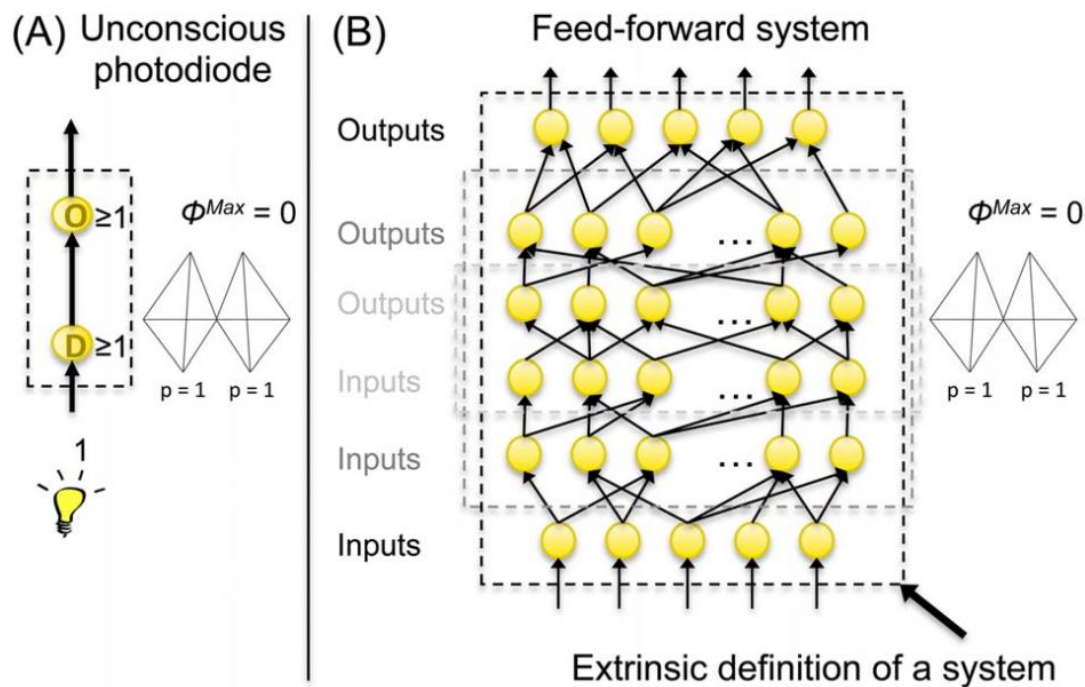 (A) Unconscious
photodiode
O ≥1
Φ^Max = 0
D ≥1
p = 1 p = 1
1
(B) Feed-forward system
Outputs
Outputs
...
Φ^Max = 0
Outputs
...
Inputs
...
p = 1 p = 1
Inputs
...
Inputs
Extrinsic definition of a system